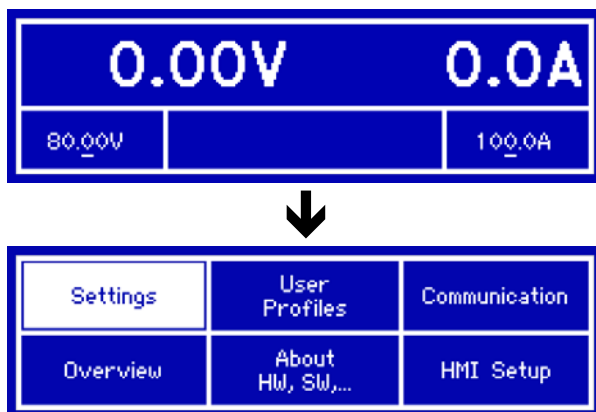 0.00V 0.0A
80.00V 100.0A
Settings User Profiles Communication
Overview About HW, SW,... HMI Setup